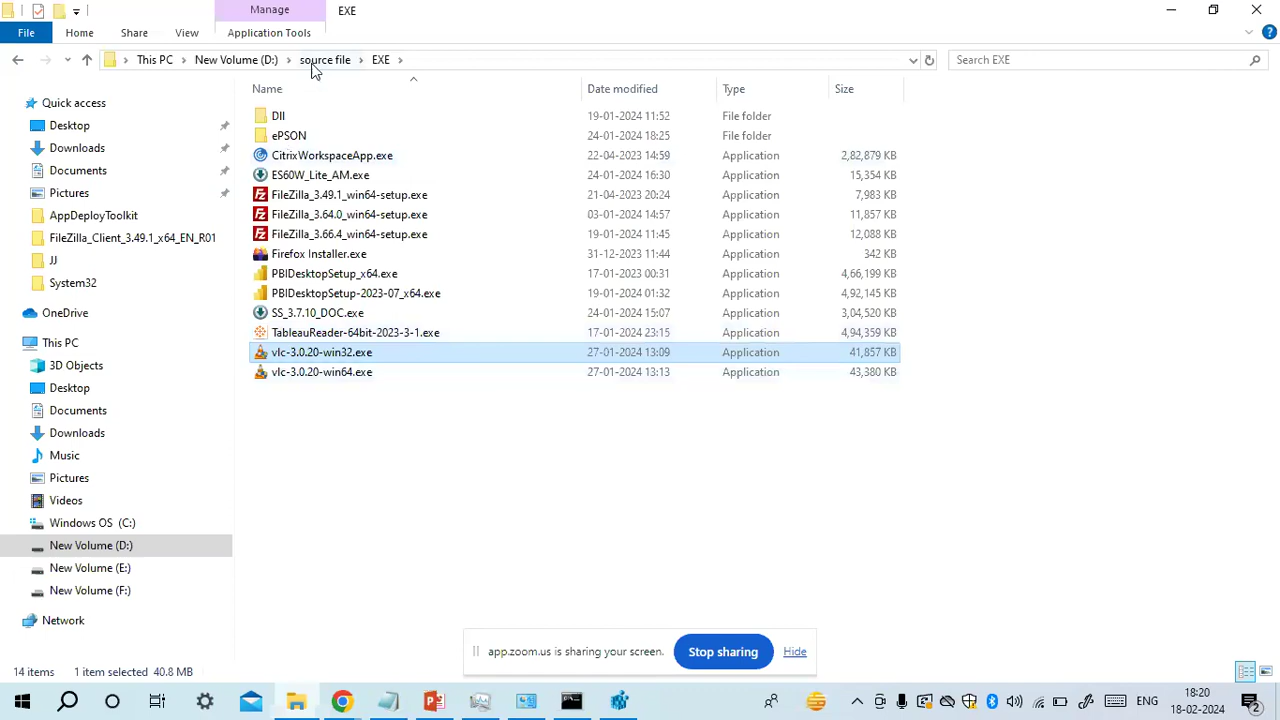 Manage
EXE
File
Home
Share
View
Application Tools
This PC
New Volume (D:)
source file
EXE
Search EXE
Name
Date modified
Type
Size
Quick access
Desktop
Downloads
Documents
Pictures
AppDeployToolkit
FileZilla_Client_3.49.1_x64_EN_R01
JJ
System32
OneDrive
This PC
3D Objects
Desktop
Documents
Downloads
Music
Pictures
Videos
Windows OS (C:)
New Volume (D:)
New Volume (E:)
New Volume (F:)
Network
Dll 19-01-2024 11:52 File folder
ePSON 24-01-2024 18:25 File folder
CitrixWorkspaceApp.exe 22-04-2023 14:59 Application 2,82,879 KB
ES60W_Lite_AM.exe 24-01-2024 16:30 Application 15,354 KB
FileZilla_3.49.1_win64-setup.exe 21-04-2023 20:24 Application 7,983 KB
FileZilla_3.64.0_win64-setup.exe 03-01-2024 14:57 Application 11,857 KB
FileZilla_3.66.4_win64-setup.exe 19-01-2024 11:45 Application 12,088 KB
Firefox Installer.exe 31-12-2023 11:44 Application 342 KB
PBIDesktopSetup_x64.exe 17-01-2023 00:31 Application 4,66,199 KB
PBIDesktopSetup-2023-07_x64.exe 19-01-2024 01:32 Application 4,92,145 KB
SS_3.7.10_DOC.exe 24-01-2024 15:07 Application 3,04,520 KB
TableauReader-64bit-2023-3-1.exe 17-01-2024 23:15 Application 4,94,359 KB
vlc-3.0.20-win32.exe 27-01-2024 13:09 Application 41,857 KB
vlc-3.0.20-win64.exe 27-01-2024 13:13 Application 43,380 KB
app.zoom.us is sharing your screen.
Stop sharing
Hide
14 items
1 item selected 40.8 MB
ENG
18:20
18-02-2024
2